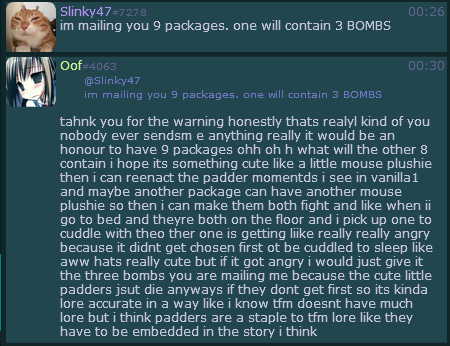 Slinky47#7278 00:26
im mailing you 9 packages. one will contain 3 BOMBS
Oof#4063 00:30
@Slinky47
im mailing you 9 packages. one will contain 3 BOMBS
tahnk you for the warning honestly thats realyl kind of you
nobody ever sendsm e anything really it would be an
honour to have 9 packages ohh oh h what will the other 8
contain i hope its something cute like a little mouse plushie
then i can reenact the padder momentds i see in vanilla1
and maybe another package can have another mouse
plushie so then i can make them both fight and like when ii
go to bed and theyre both on the floor and i pick up one to
cuddle with theo ther one is getting liike really really angry
because it didnt get chosen first ot be cuddled to sleep like
aww hats really cute but if it got angry i would just give it
the three bombs you are mailing me because the cute little
padders jsut die anyways if they dont get first so its kinda
lore accurate in a way like i know tfm doesnt have much
lore but i think padders are a staple to tfm lore like they
have to be embedded in the story i think